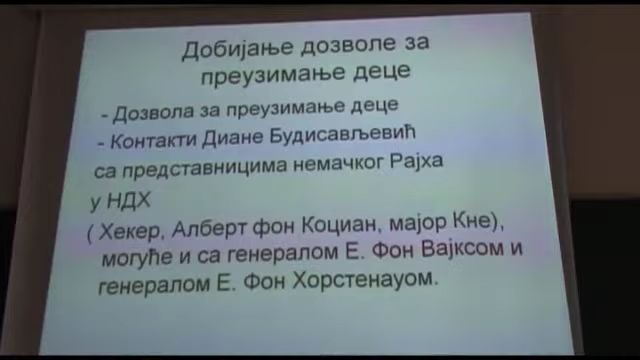 Добијање дозволе за
преузимање деце
- Дозвола за преузимање деце
- Контакти Диане Будисављевић
са представницима немачког Рајха
у НДХ
( Хекер, Алберт фон Коциан, мајор Кне),
могуће и са генералом Е. Фон Вајксом и
генералом Е. Фон Хорстенауом.